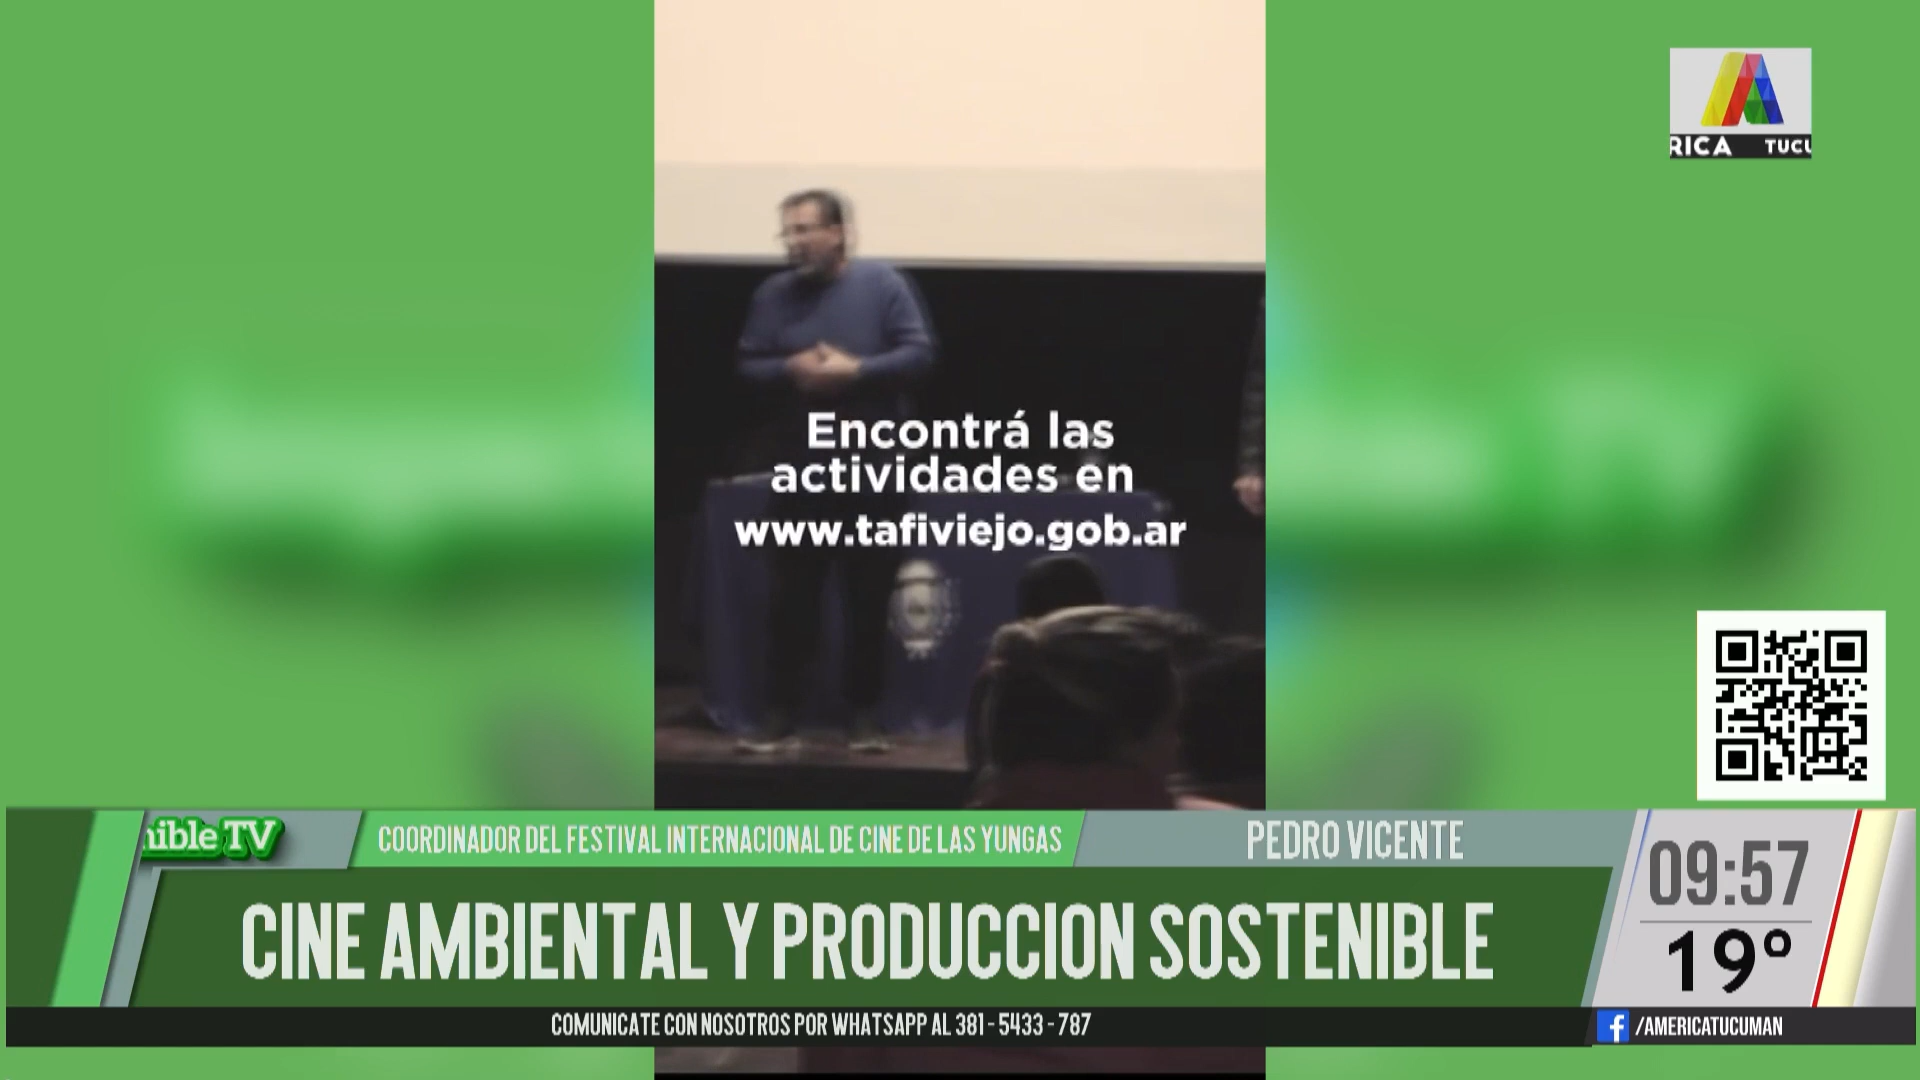 RICA TUCU
Encontrá las
actividades en
www.tafiviejo.gob.ar
nible TV
COORDINADOR DEL FESTIVAL INTERNACIONAL DE CINE DE LAS YUNGAS
PEDRO VICENTE
CINE AMBIENTAL Y PRODUCCION SOSTENIBLE
09:57
19°
COMUNICATE CON NOSOTROS POR WHATSAPP AL 381 - 5433 - 787
/AMERICATUCUMAN